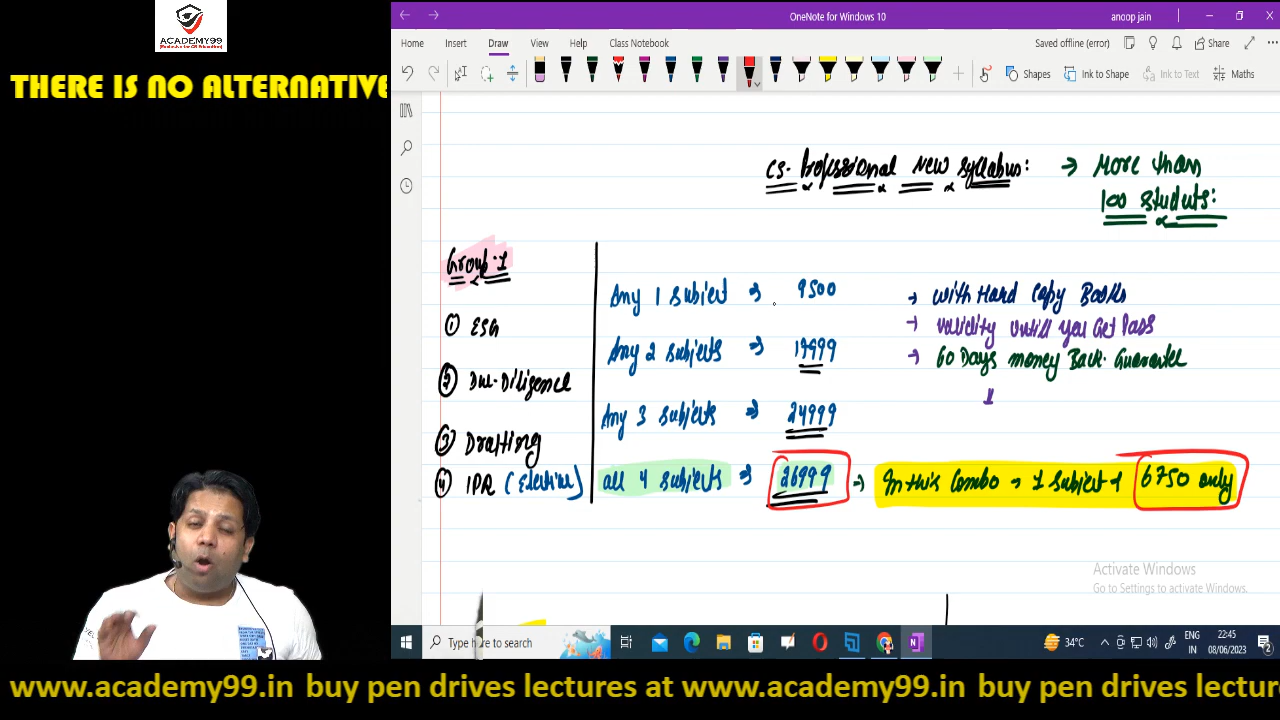 ACADEMY99
THERE IS NO ALTERNATIVE
OneNote for Windows 10
anoop jain
Home Insert Draw View Help Class Notebook
Saved offline (error)
Share
Shapes
Ink to Shape
Ink to Text
Maths
CS- Professional New Syllabus: → More than
100 students:
Group-1
① ESG
② Due-Diligence
③ Drafting
④ IPR (Elective)
Any 1 Subject ⇒ 9500
Any 2 Subjects ⇒ 19999
Any 3 Subjects ⇒ 24999
all 4 subjects ⇒ 26999 ⇒ In this Combo → 1 Subject 6750 only
→ With Hard Copy Books
→ Validity Untill You Get Pass
→ 60 Days Money Back Guarantee
Activate Windows
Go to Settings to activate Windows.
Type here to search
34°C
ENG
IN
22:45
08/06/2023
www.academy99.in buy pen drives lectures at www.academy99.in buy pen drives lectur